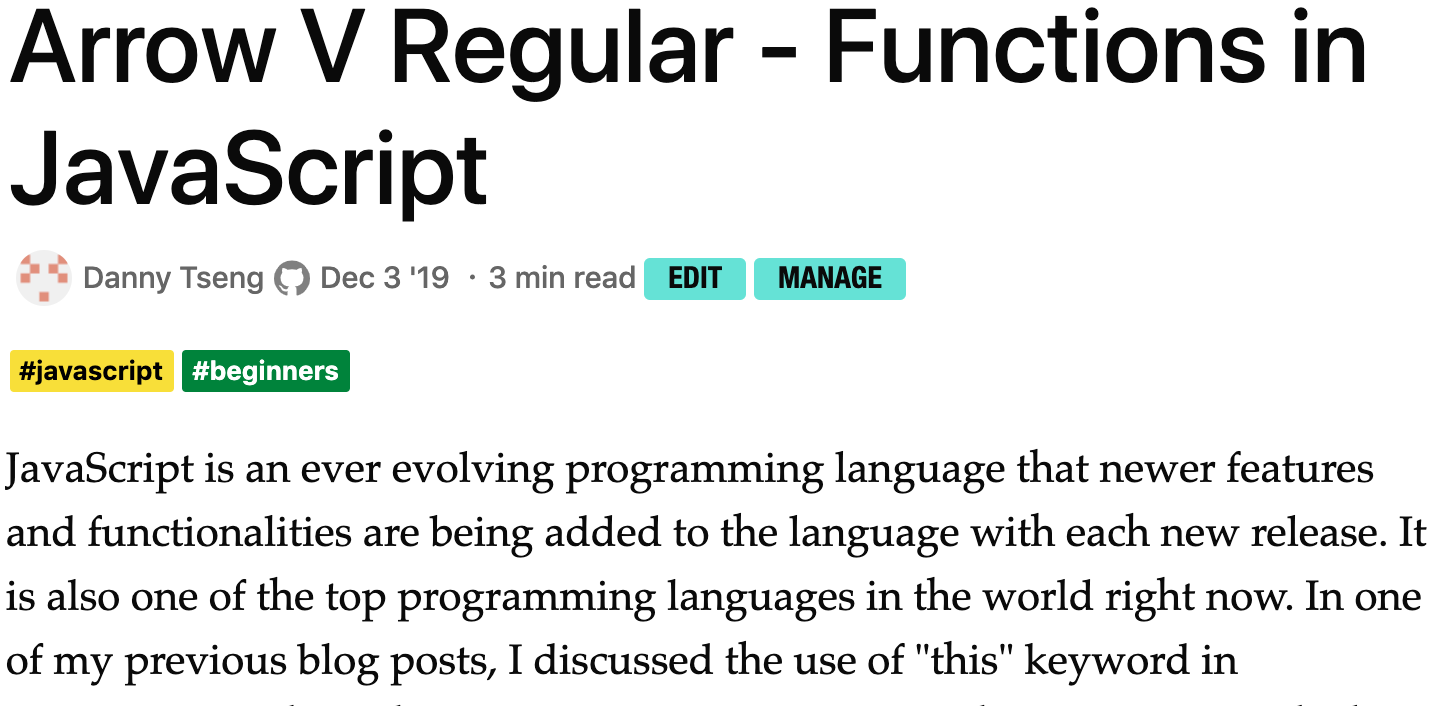 Arrow V Regular - Functions in
JavaScript
Danny Tseng Dec 3 '19 · 3 min read EDIT MANAGE
#javascript #beginners
JavaScript is an ever evolving programming language that newer features
and functionalities are being added to the language with each new release. It
is also one of the top programming languages in the world right now. In one
of my previous blog posts, I discussed the use of "this" keyword in